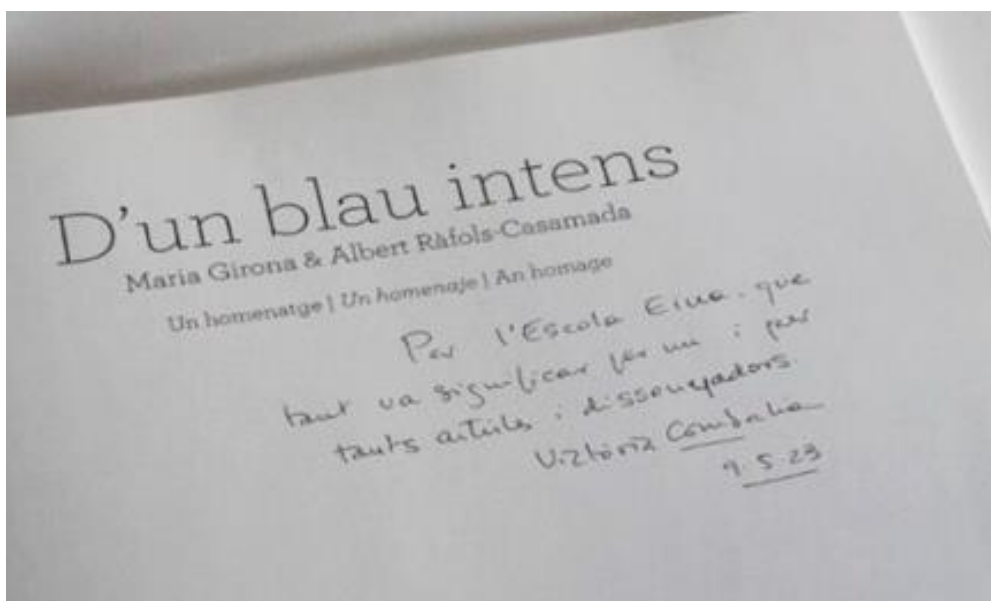 D'un blau intens
Maria Girona & Albert Ràfols-Casamada
Un homenatge | Un homenaje | An homage
Per l'Escola Eina, que
tant va significar per mi i per
tants artistes i dissenyadors.
Victòria Combalia
9.5.23